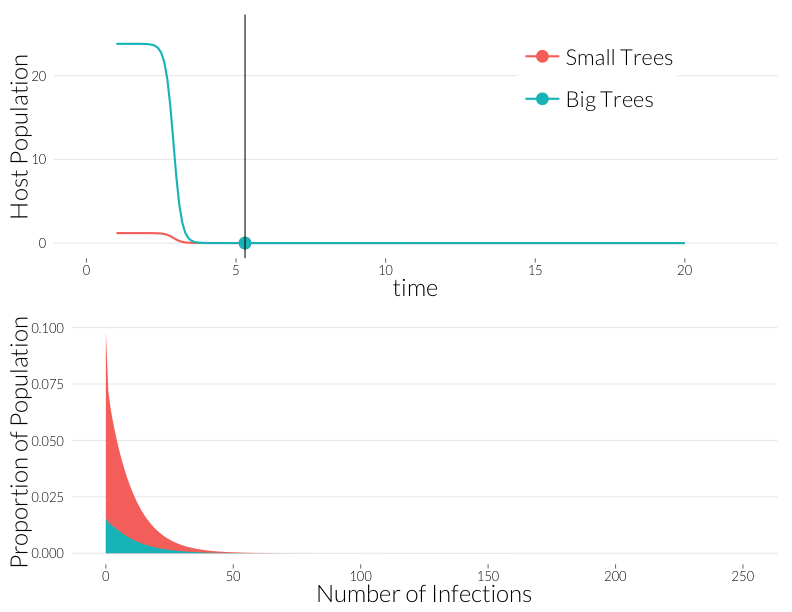 Host Population
20
10
0
Small Trees
Big Trees
0 5 10 15 20
time
Proportion of Population
0.100
0.075
0.050
0.025
0.000
0 50 100 150 200 250
Number of Infections